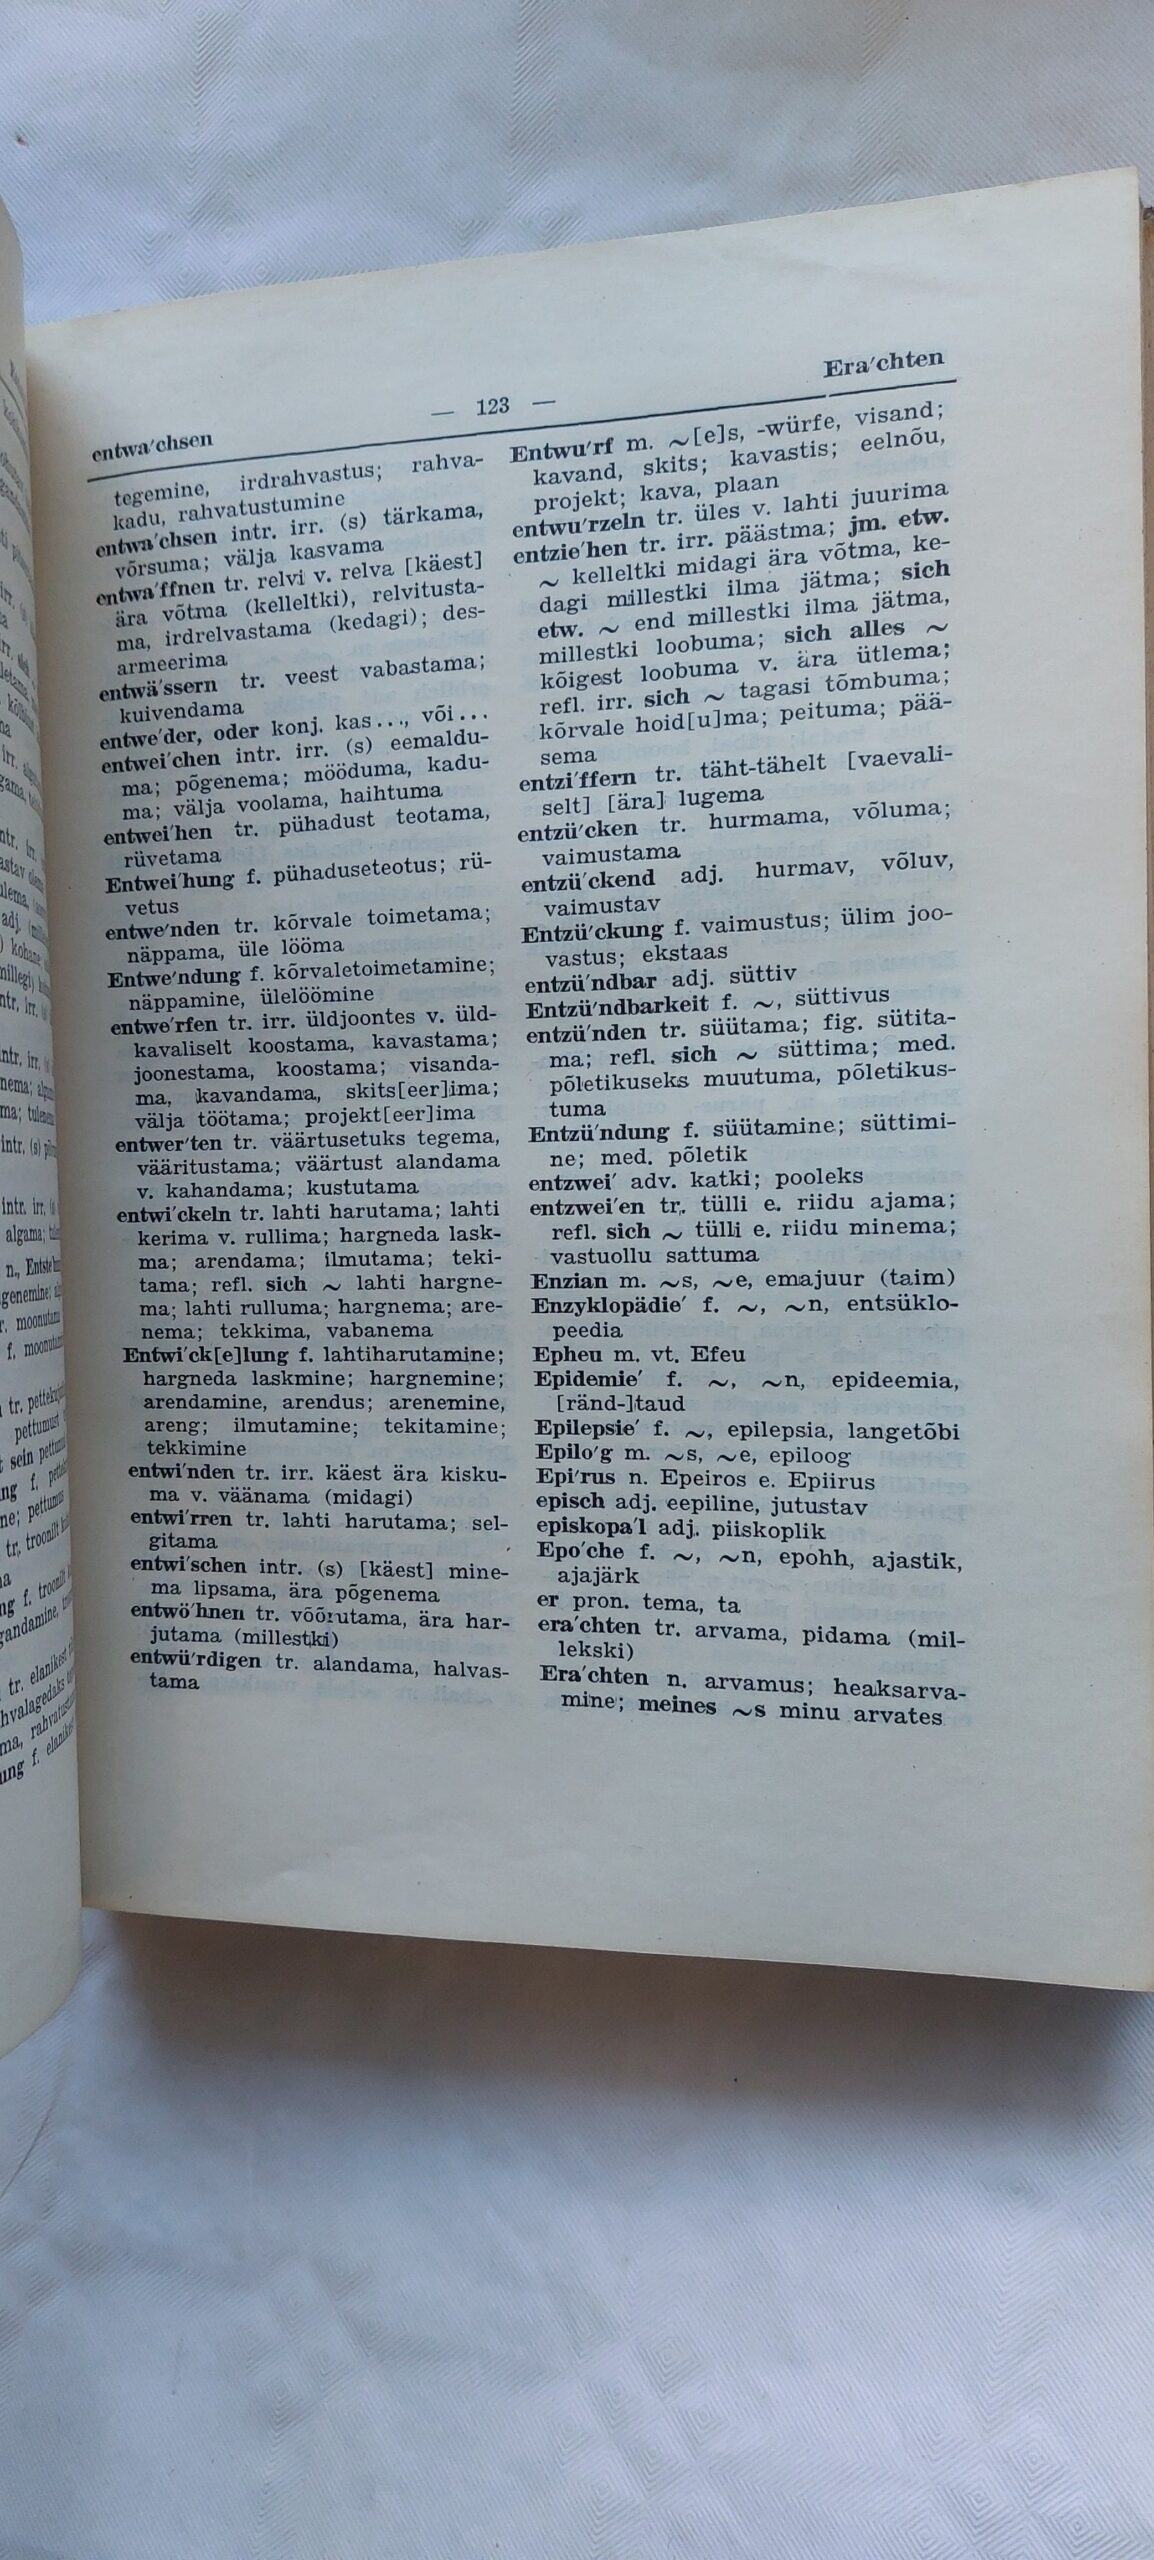 entwa'chsen
— 123 —
Era'chten
tegemine, irdrahvastus; rahva-
kadu, rahvatustumine
entwa'chsen intr. irr. (s) tärkama,
võrsuma; välja kasvama
entwa'ffnen tr. relvi v. relva [käest]
ära võtma (kelleltki), relvitusta-
ma, irdrelvastama (kedagi); des-
armeerima
entwä'ssern tr. veest vabastama;
kuivendama
entwe'der, oder konj. kas..., või...
entwei'chen intr. irr. (s) eemaldu-
ma; põgenema; mööduma, kadu-
ma; välja voolama, haihtuma
entwei'hen tr. pühadust teotama,
rüvetama
Entwei'hung f. pühaduseteotus; rü-
vetus
entwe'nden tr. kõrvale toimetama;
näppama, üle lööma
Entwe'ndung f. kõrvaletoimetamine;
näppamine, ülelöömine
entwe'rfen tr. irr. üldjoontes v. üld-
kavaliselt koostama, kavastama;
joonestama, koostama; visanda-
ma, kavandama, skits[eer]ima;
välja töötama; projekt[eer]ima
entwer'ten tr. väärtusetuks tegema,
vääritustama; väärtust alandama
v. kahandama; kustutama
entwi'ckeln tr. lahti harutama; lahti
kerima v. rullima; hargneda lask-
ma; arendama; ilmutama; teki-
tama; refl. sich ~ lahti hargne-
ma; lahti rulluma; hargnema; are-
nema; tekkima, vabanema
Entwi'ck[e]lung f. lahtiharutamine;
hargneda laskmine; hargnemine;
arendamine, arendus; arenemine,
areng; ilmutamine; tekitamine;
tekkimine
entwi'nden tr. irr. käest ära kisku-
ma v. väänama (midagi)
entwi'rren tr. lahti harutama; sel-
gitama
entwi'schen intr. (s) [käest] mine-
ma lipsama, ära põgenema
entwö'hnen tr. võõrutama, ära har-
jutama (millestki)
entwü'rdigen tr. alandama, halvas-
tama
Entwu'rf m. ~[e]s, -würfe, visand;
kavand, skits; kavastis; eelnõu,
projekt; kava, plaan
entwu'rzeln tr. üles v. lahti juurima
entzie'hen tr. irr. päästma; jm. etw.
~ kelleltki midagi ära võtma, ke-
dagi millestki ilma jätma; sich
etw. ~ end millestki ilma jätma,
millestki loobuma; sich alles ~
kõigest loobuma v. ära ütlema;
refl. irr. sich ~ tagasi tõmbuma;
kõrvale hoid[u]ma; peituma; pää-
sema
entzi'ffern tr. täht-tähelt [vaevali-
selt] [ära] lugema
entzü'cken tr. hurmama, võluma;
vaimustama
entzü'ckend adj. hurmav, võluv,
vaimustav
Entzü'ckung f. vaimustus; ülim joo-
vastus; ekstaas
entzü'ndbar adj. süttiv
Entzü'ndbarkeit f. ~, süttivus
entzü'nden tr. süütama; fig. sütita-
ma; refl. sich ~ süttima; med.
põletikuseks muutuma, põletikus-
tuma
Entzü'ndung f. süütamine; süttimi-
ne; med. põletik
entzwei' adv. katki; pooleks
entzwei'en tr. tülli e. riidu ajama;
refl. sich ~ tülli e. riidu minema;
vastuollu sattuma
Enzian m. ~s, ~e, emajuur (taim)
Enzyklopädie' f. ~, ~n, entsüklo-
peedia
Epheu m. vt. Efeu
Epidemie' f. ~, ~n, epideemia,
[ränd-]taud
Epilepsie' f. ~, epilepsia, langetõbi
Epilo'g m. ~s, ~e, epiloog
Epi'rus n. Epeiros e. Epiirus
episch adj. eepiline, jutustav
episkopa'l adj. piiskoplik
Epo'che f. ~, ~n, epohh, ajastik,
ajajärk
er pron. tema, ta
era'chten tr. arvama, pidama (mil-
lekski)
Era'chten n. arvamus; heaksarva-
mine; meines ~s minu arvates